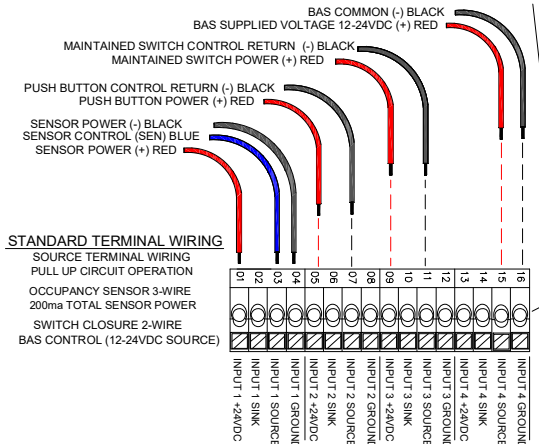 BAS COMMON (-) BLACK
BAS SUPPLIED VOLTAGE 12-24VDC (+) RED
MAINTAINED SWITCH CONTROL RETURN (-) BLACK
MAINTAINED SWITCH POWER (+) RED
PUSH BUTTON CONTROL RETURN (-) BLACK
PUSH BUTTON POWER (+) RED
SENSOR POWER (-) BLACK
SENSOR CONTROL (SEN) BLUE
SENSOR POWER (+) RED
STANDARD TERMINAL WIRING
SOURCE TERMINAL WIRING
PULL UP CIRCUIT OPERATION
OCCUPANCY SENSOR 3-WIRE
200ma TOTAL SENSOR POWER
SWITCH CLOSURE 2-WIRE
BAS CONTROL (12-24VDC SOURCE)
01
02
03
04
05
06
07
08
09
10
11
12
13
14
15
16
INPUT 1 +24VDC
INPUT 1 SINK
INPUT 1 SOURCE
INPUT 1 GROUND
INPUT 2 +24VDC
INPUT 2 SINK
INPUT 2 SOURCE
INPUT 2 GROUND
INPUT 3 +24VDC
INPUT 3 SINK
INPUT 3 SOURCE
INPUT 3 GROUND
INPUT 4 +24VDC
INPUT 4 SINK
INPUT 4 SOURCE
INPUT 4 GROUND